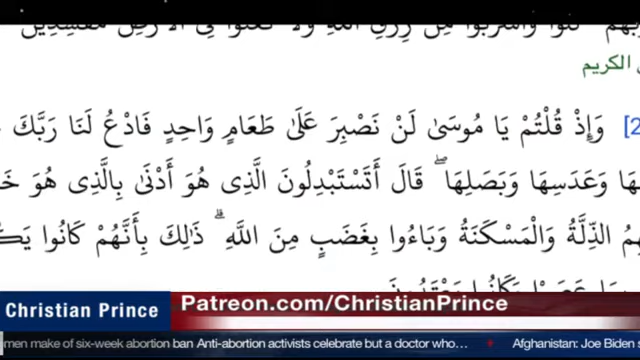 كُلُوا وَاشْرَبُوا مِن رِّزْقِ اللَّهِ وَلَا تَعْثَوْا فِي الْأَرْضِ مُفْسِدِينَ
الكريم
وَإِذْ قُلْتُمْ يَا مُوسَىٰ لَن نَّصْبِرَ عَلَىٰ طَعَامٍ وَاحِدٍ فَادْعُ لَنَا رَبَّكَ
وَعَدَسِهَا وَبَصَلِهَا ۖ قَالَ أَتَسْتَبْدِلُونَ الَّذِي هُوَ أَدْنَىٰ بِالَّذِي هُوَ
الذِّلَّةُ وَالْمَسْكَنَةُ وَبَاءُوا بِغَضَبٍ مِّنَ اللَّهِ ۗ ذَٰلِكَ بِأَنَّهُمْ كَانُوا
Patreon.com/ChristianPrince
Christian Prince
men make of six-week abortion ban Anti-abortion activists celebrate but a doctor who… Afghanistan: Joe Biden